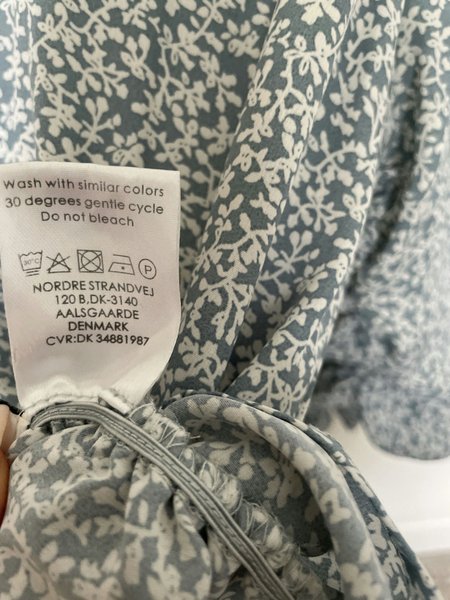 Wash with similar colors
30 degrees gentle cycle
Do not bleach
30°C P
NORDRE STRANDVEJ
120 B,DK-3140
AALSGAARDE
DENMARK
CVR:DK 34881987